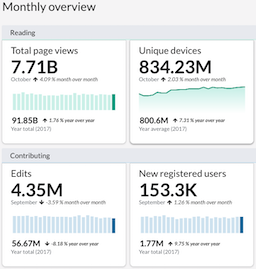 Monthly overview
Reading
Total page views
7.71B
October 4.09 % month over month
91.85B 1.76 % year over year
Year total (2017)
Unique devices
834.23M
October 2.03 % month over month
800.6M 7.31 % year over year
Year average (2017)
Contributing
Edits
4.35M
September -3.59 % month over month
56.67M -8.18 % year over year
Year total (2017)
New registered users
153.3K
September 1.26 % month over month
1.77M 9.75 % year over year
Year total (2017)